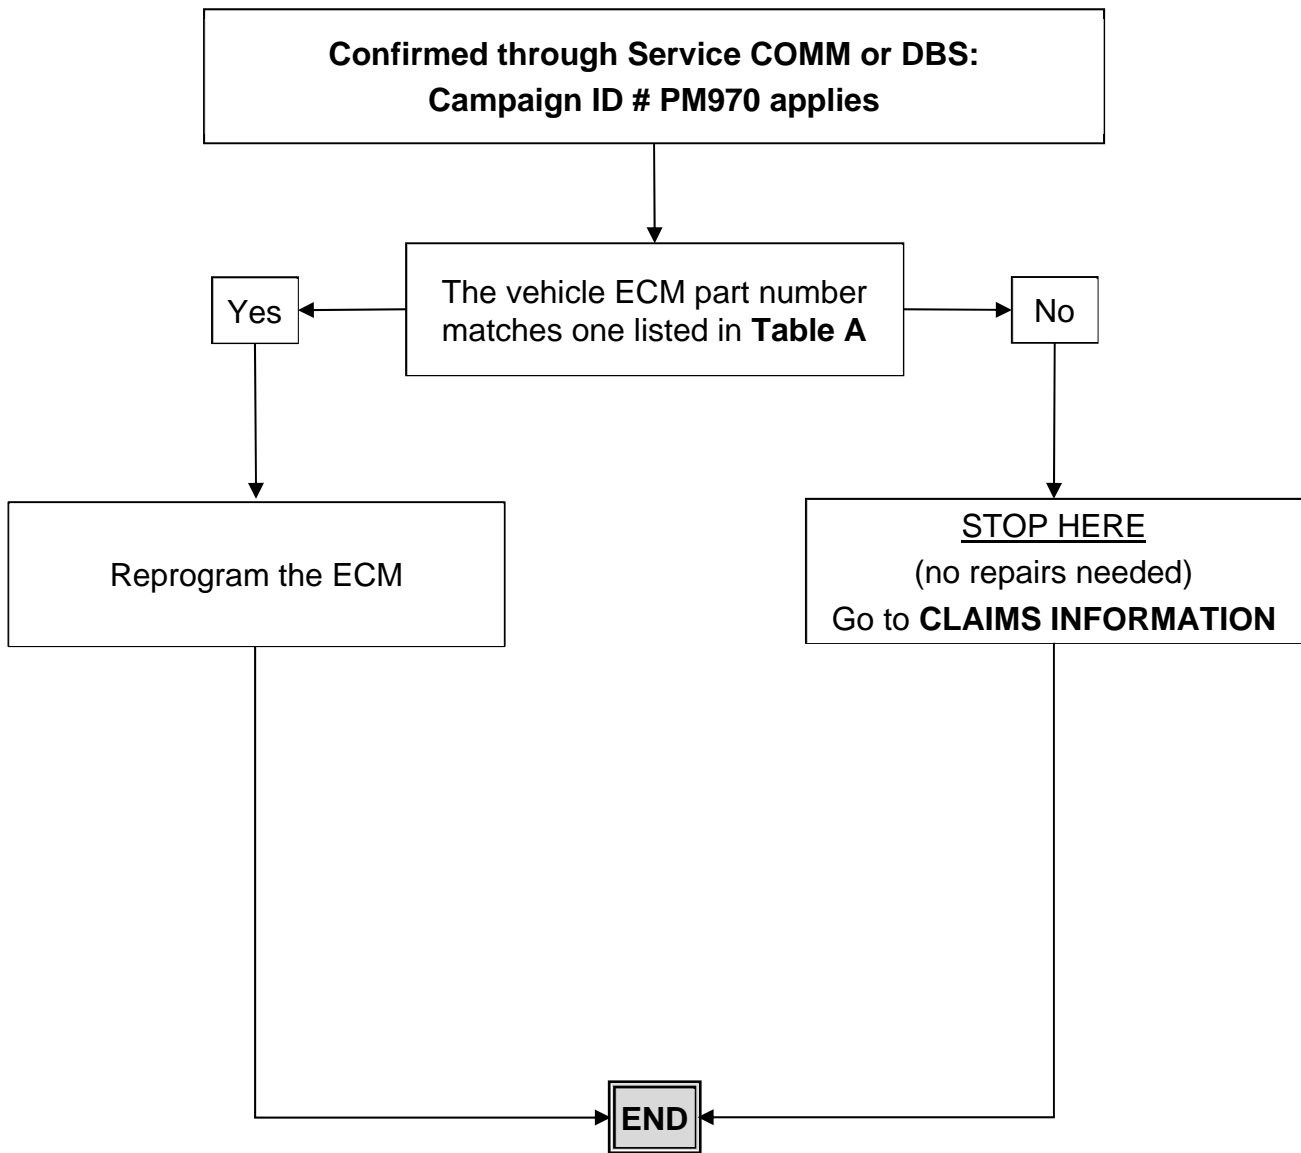 Confirmed through Service COMM or DBS:
Campaign ID # PM970 applies
The vehicle ECM part number
matches one listed in Table A
Yes
No
Reprogram the ECM
STOP HERE
(no repairs needed)
Go to CLAIMS INFORMATION
END